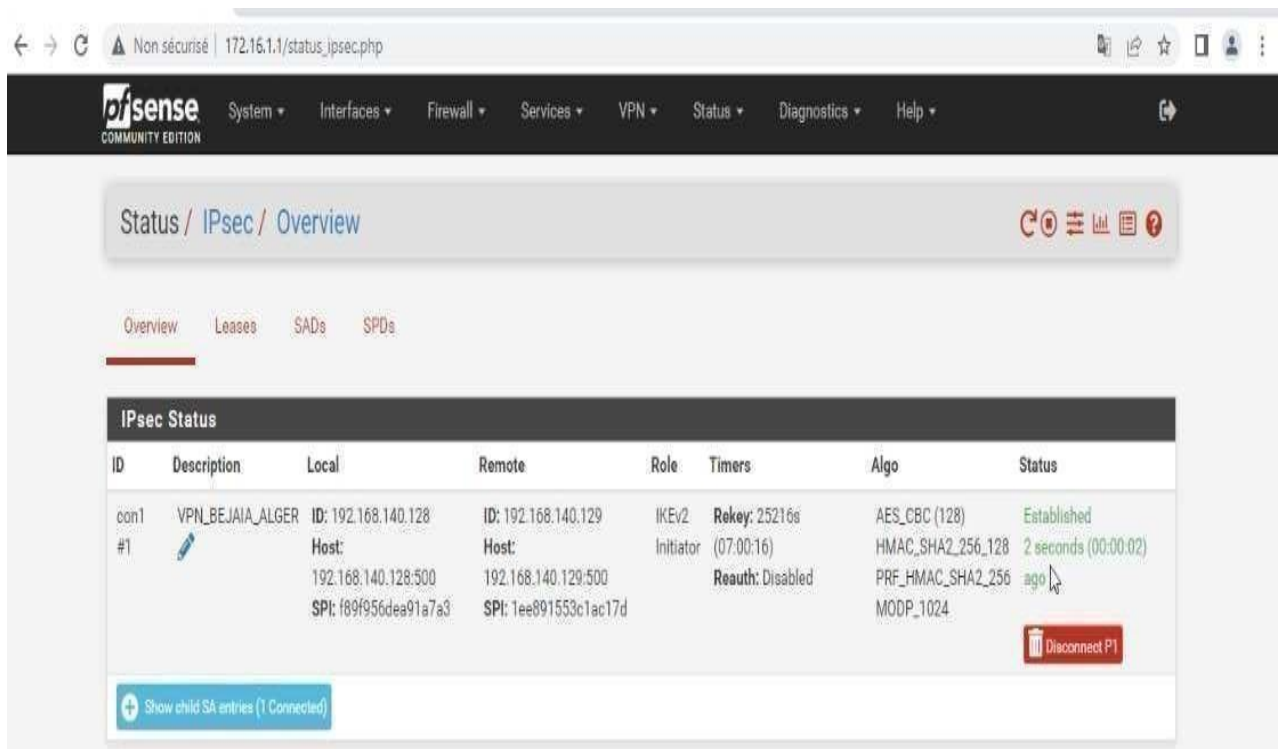 Non sécurisé | 172.16.1.1/status_ipsec.php
pfsense System Interfaces Firewall Services VPN Status Diagnostics Help
COMMUNITY EDITION
Status / IPsec / Overview
Overview Leases SADs SPDs
IPsec Status
ID Description Local Remote Role Timers Algo Status
con1 VPN_BEJAIA_ALGER ID: 192.168.140.128 ID: 192.168.140.129 IKEv2 Rekey: 25216s AES_CBC (128) Established
#1 Host: Host: Initiator (07:00:16) HMAC_SHA2_256_128 2 seconds (00:00:02)
192.168.140.128:500 192.168.140.129:500 Reauth: Disabled PRF_HMAC_SHA2_256 ago
SPI: f89f956dea91a7a3 SPI: 1ee891553c1ac17d MODP_1024
Disconnect P1
Show child SA entries (1 Connected)